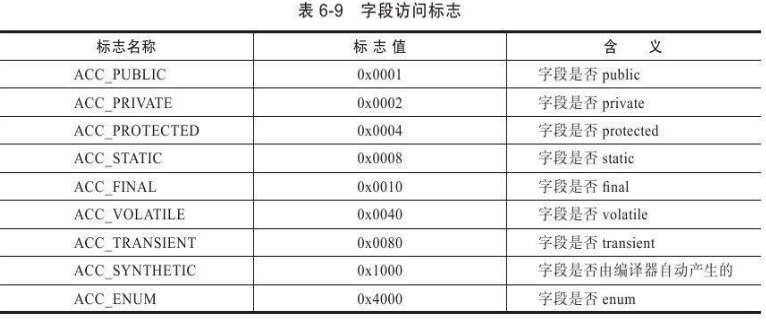 表 6-9 字段访问标志
标志名称 标 志 值 含 义
ACC_PUBLIC 0x0001 字段是否 public
ACC_PRIVATE 0x0002 字段是否 private
ACC_PROTECTED 0x0004 字段是否 protected
ACC_STATIC 0x0008 字段是否 static
ACC_FINAL 0x0010 字段是否 final
ACC_VOLATILE 0x0040 字段是否 volatile
ACC_TRANSIENT 0x0080 字段是否 transient
ACC_SYNTHETIC 0x1000 字段是否由编译器自动产生的
ACC_ENUM 0x4000 字段是否 enum